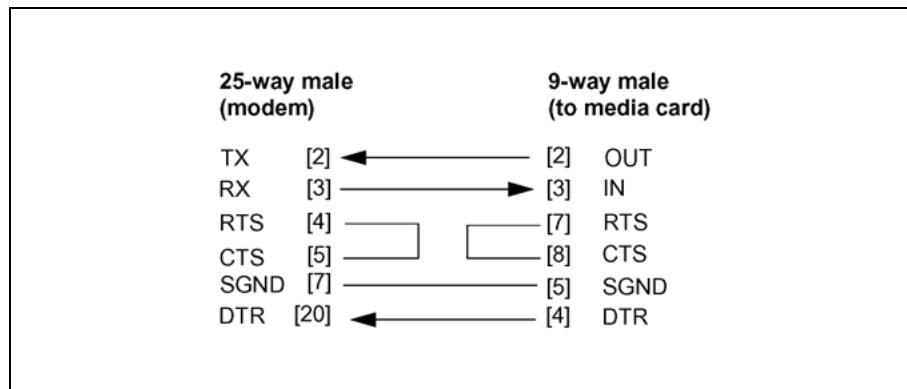 25-way male 9-way male
(modem) (to media card)
TX [2] [2] OUT
RX [3] [3] IN
RTS [4] [7] RTS
CTS [5] [8] CTS
SGND [7] [5] SGND
DTR [20] [4] DTR